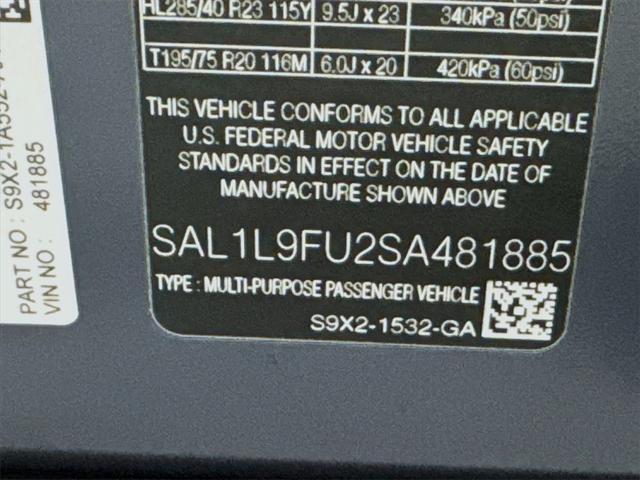 HL285/40 R23 115Y 9.5J x 23 340kPa (50psi)
T195/75 R20 116M 6.0J x 20 420kPa (60psi)
THIS VEHICLE CONFORMS TO ALL APPLICABLE
U.S. FEDERAL MOTOR VEHICLE SAFETY
STANDARDS IN EFFECT ON THE DATE OF
MANUFACTURE SHOWN ABOVE
SAL1L9FU2SA481885
TYPE : MULTI-PURPOSE PASSENGER VEHICLE
S9X2-1532-GA
PART NO :
VIN NO : 481885